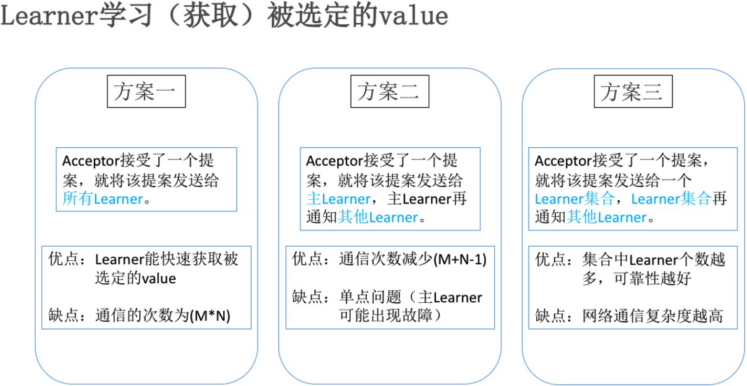 Learner学习（获取）被选定的value
方案一
Acceptor接受了一个提
案，就将该提案发送给
所有Learner。
优点：Learner能快速获取被
选定的value
缺点：通信的次数为(M*N)
方案二
Acceptor接受了一个提
案，就将该提案发送给
主Learner，主Learner再
通知其他Learner。
优点：通信次数减少(M+N-1)
缺点：单点问题（主Learner
可能出现故障）
方案三
Acceptor接受了一个提案，
就将该提案发送给一个
Learner集合，Learner集合再
通知其他Learner。
优点：集合中Learner个数越
多，可靠性越好
缺点：网络通信复杂度越高